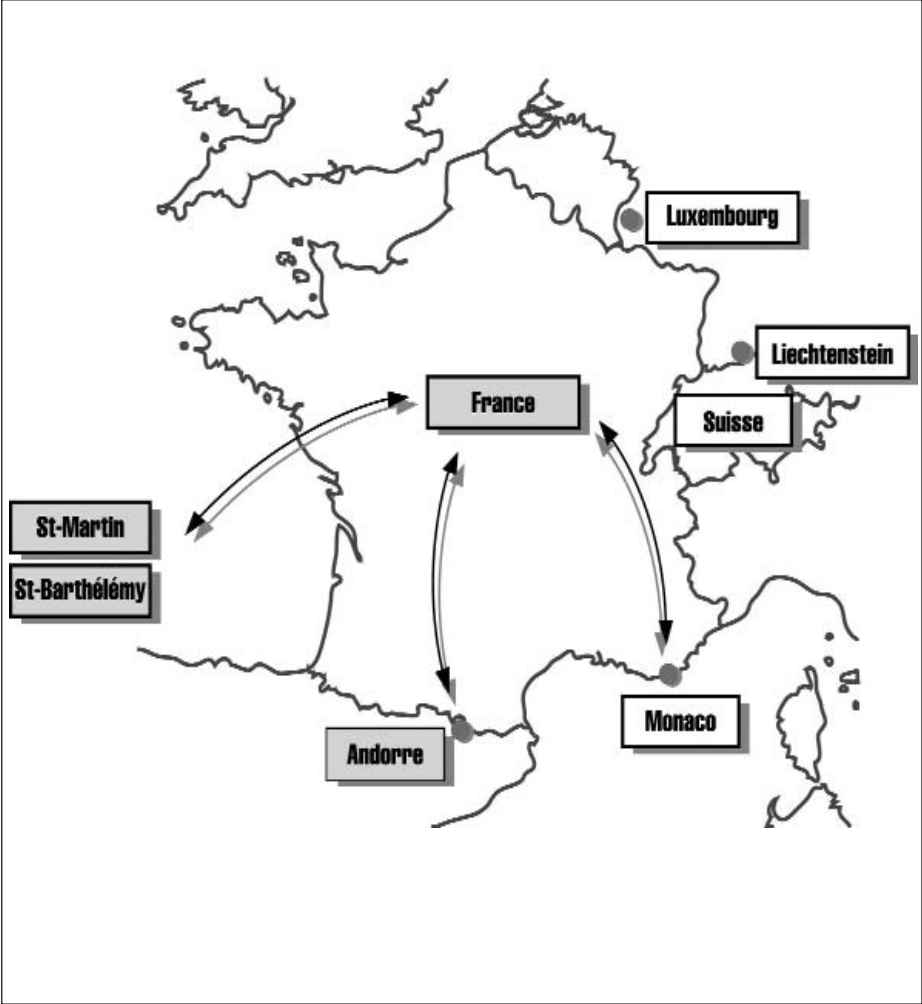 Luxembourg
Liechtenstein
France
Suisse
St-Martin
St-Barthélémy
Monaco
Andorre